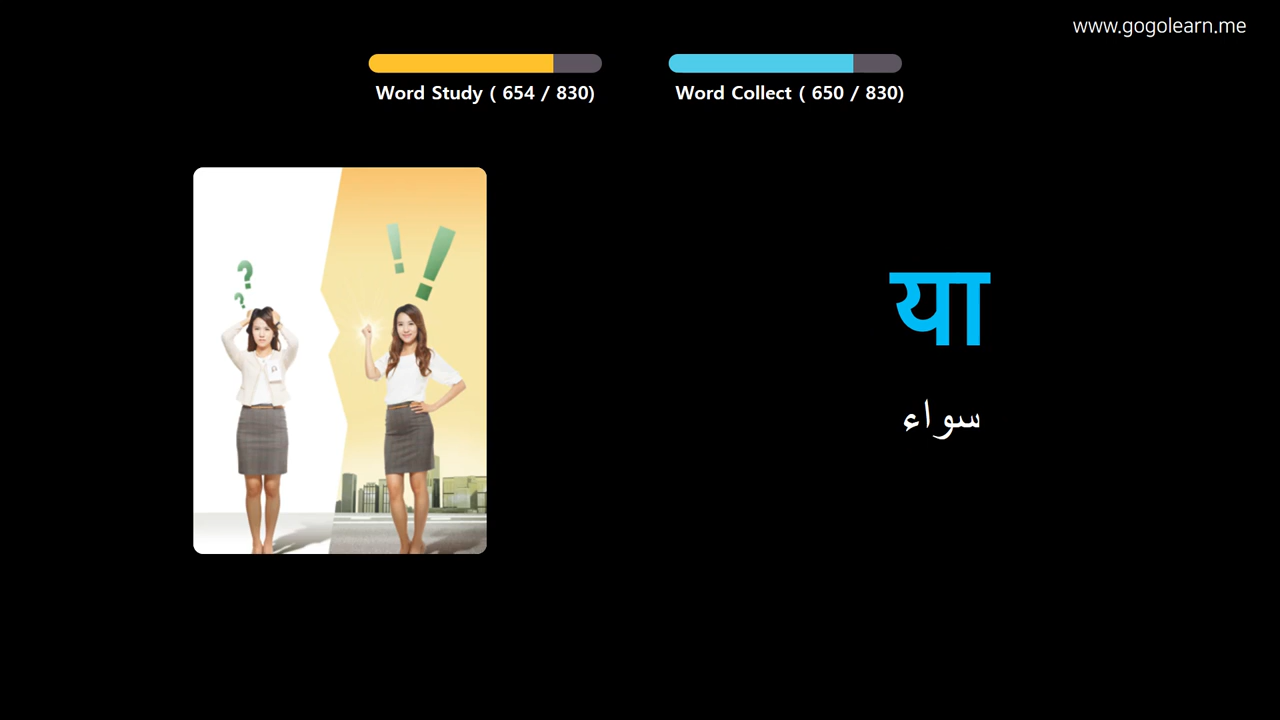 www.gogolearn.me
Word Study ( 654 / 830)
Word Collect ( 650 / 830)
? ?
! !
या
سواء